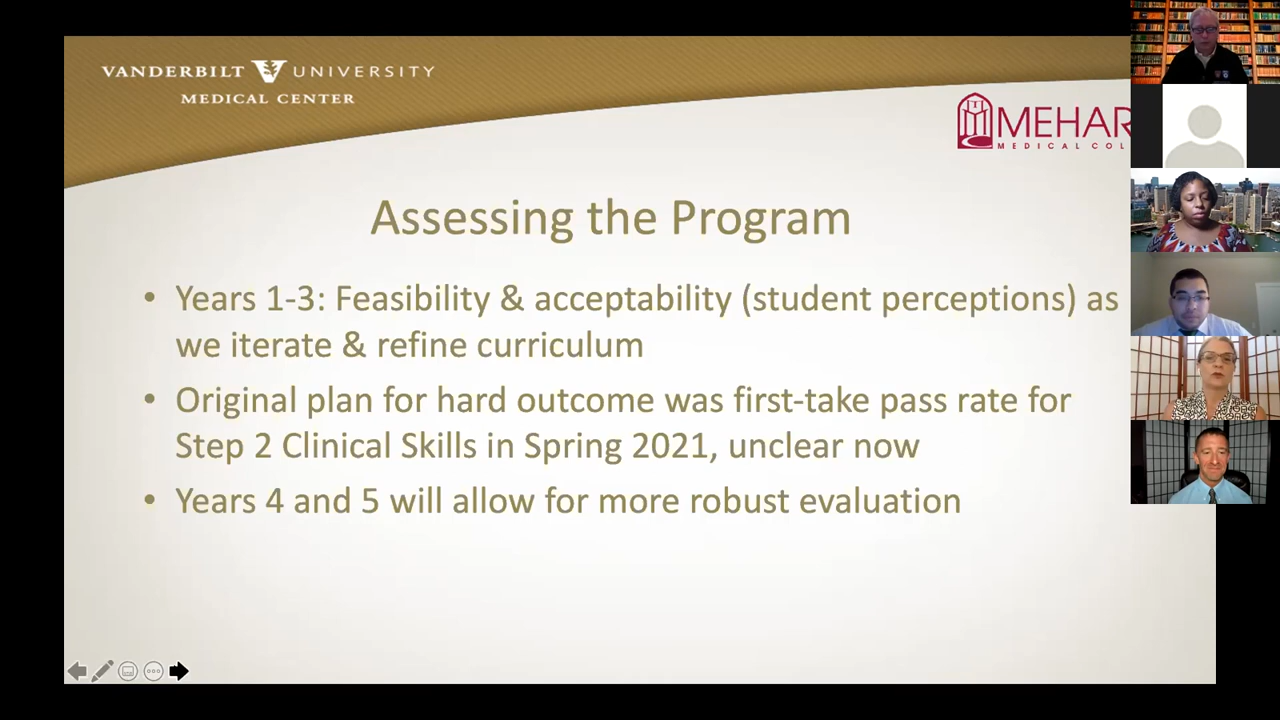 VANDERBILT UNIVERSITY
MEDICAL CENTER
MEHAR
MEDICAL COL
Assessing the Program
• Years 1-3: Feasibility & acceptability (student perceptions) as
we iterate & refine curriculum
• Original plan for hard outcome was first-take pass rate for
Step 2 Clinical Skills in Spring 2021, unclear now
• Years 4 and 5 will allow for more robust evaluation